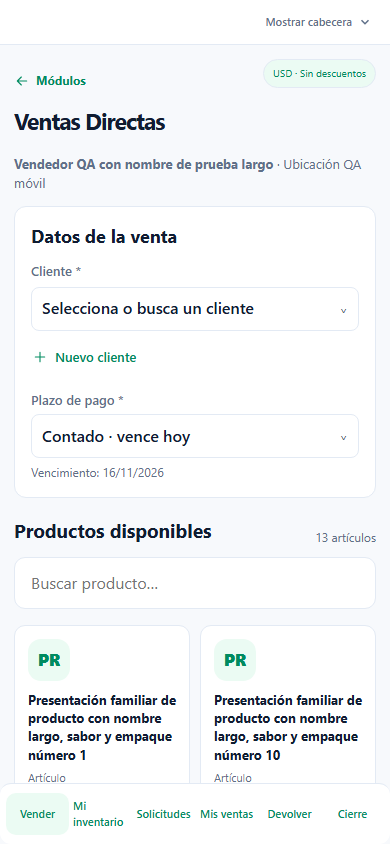 Mostrar cabecera
← Módulos
USD · Sin descuentos
Ventas Directas
Vendedor QA con nombre de prueba largo · Ubicación QA
móvil
Datos de la venta
Cliente *
Selecciona o busca un cliente
+ Nuevo cliente
Plazo de pago *
Contado · vence hoy
Vencimiento: 16/11/2026
Productos disponibles
13 artículos
Buscar producto...
PR
Presentación familiar de
producto con nombre
largo, sabor y empaque
número 1
Artículo
PR
Presentación familiar de
producto con nombre
largo, sabor y empaque
número 10
Artículo
Vender
Mi
inventario
Solicitudes
Mis ventas
Devolver
Cierre